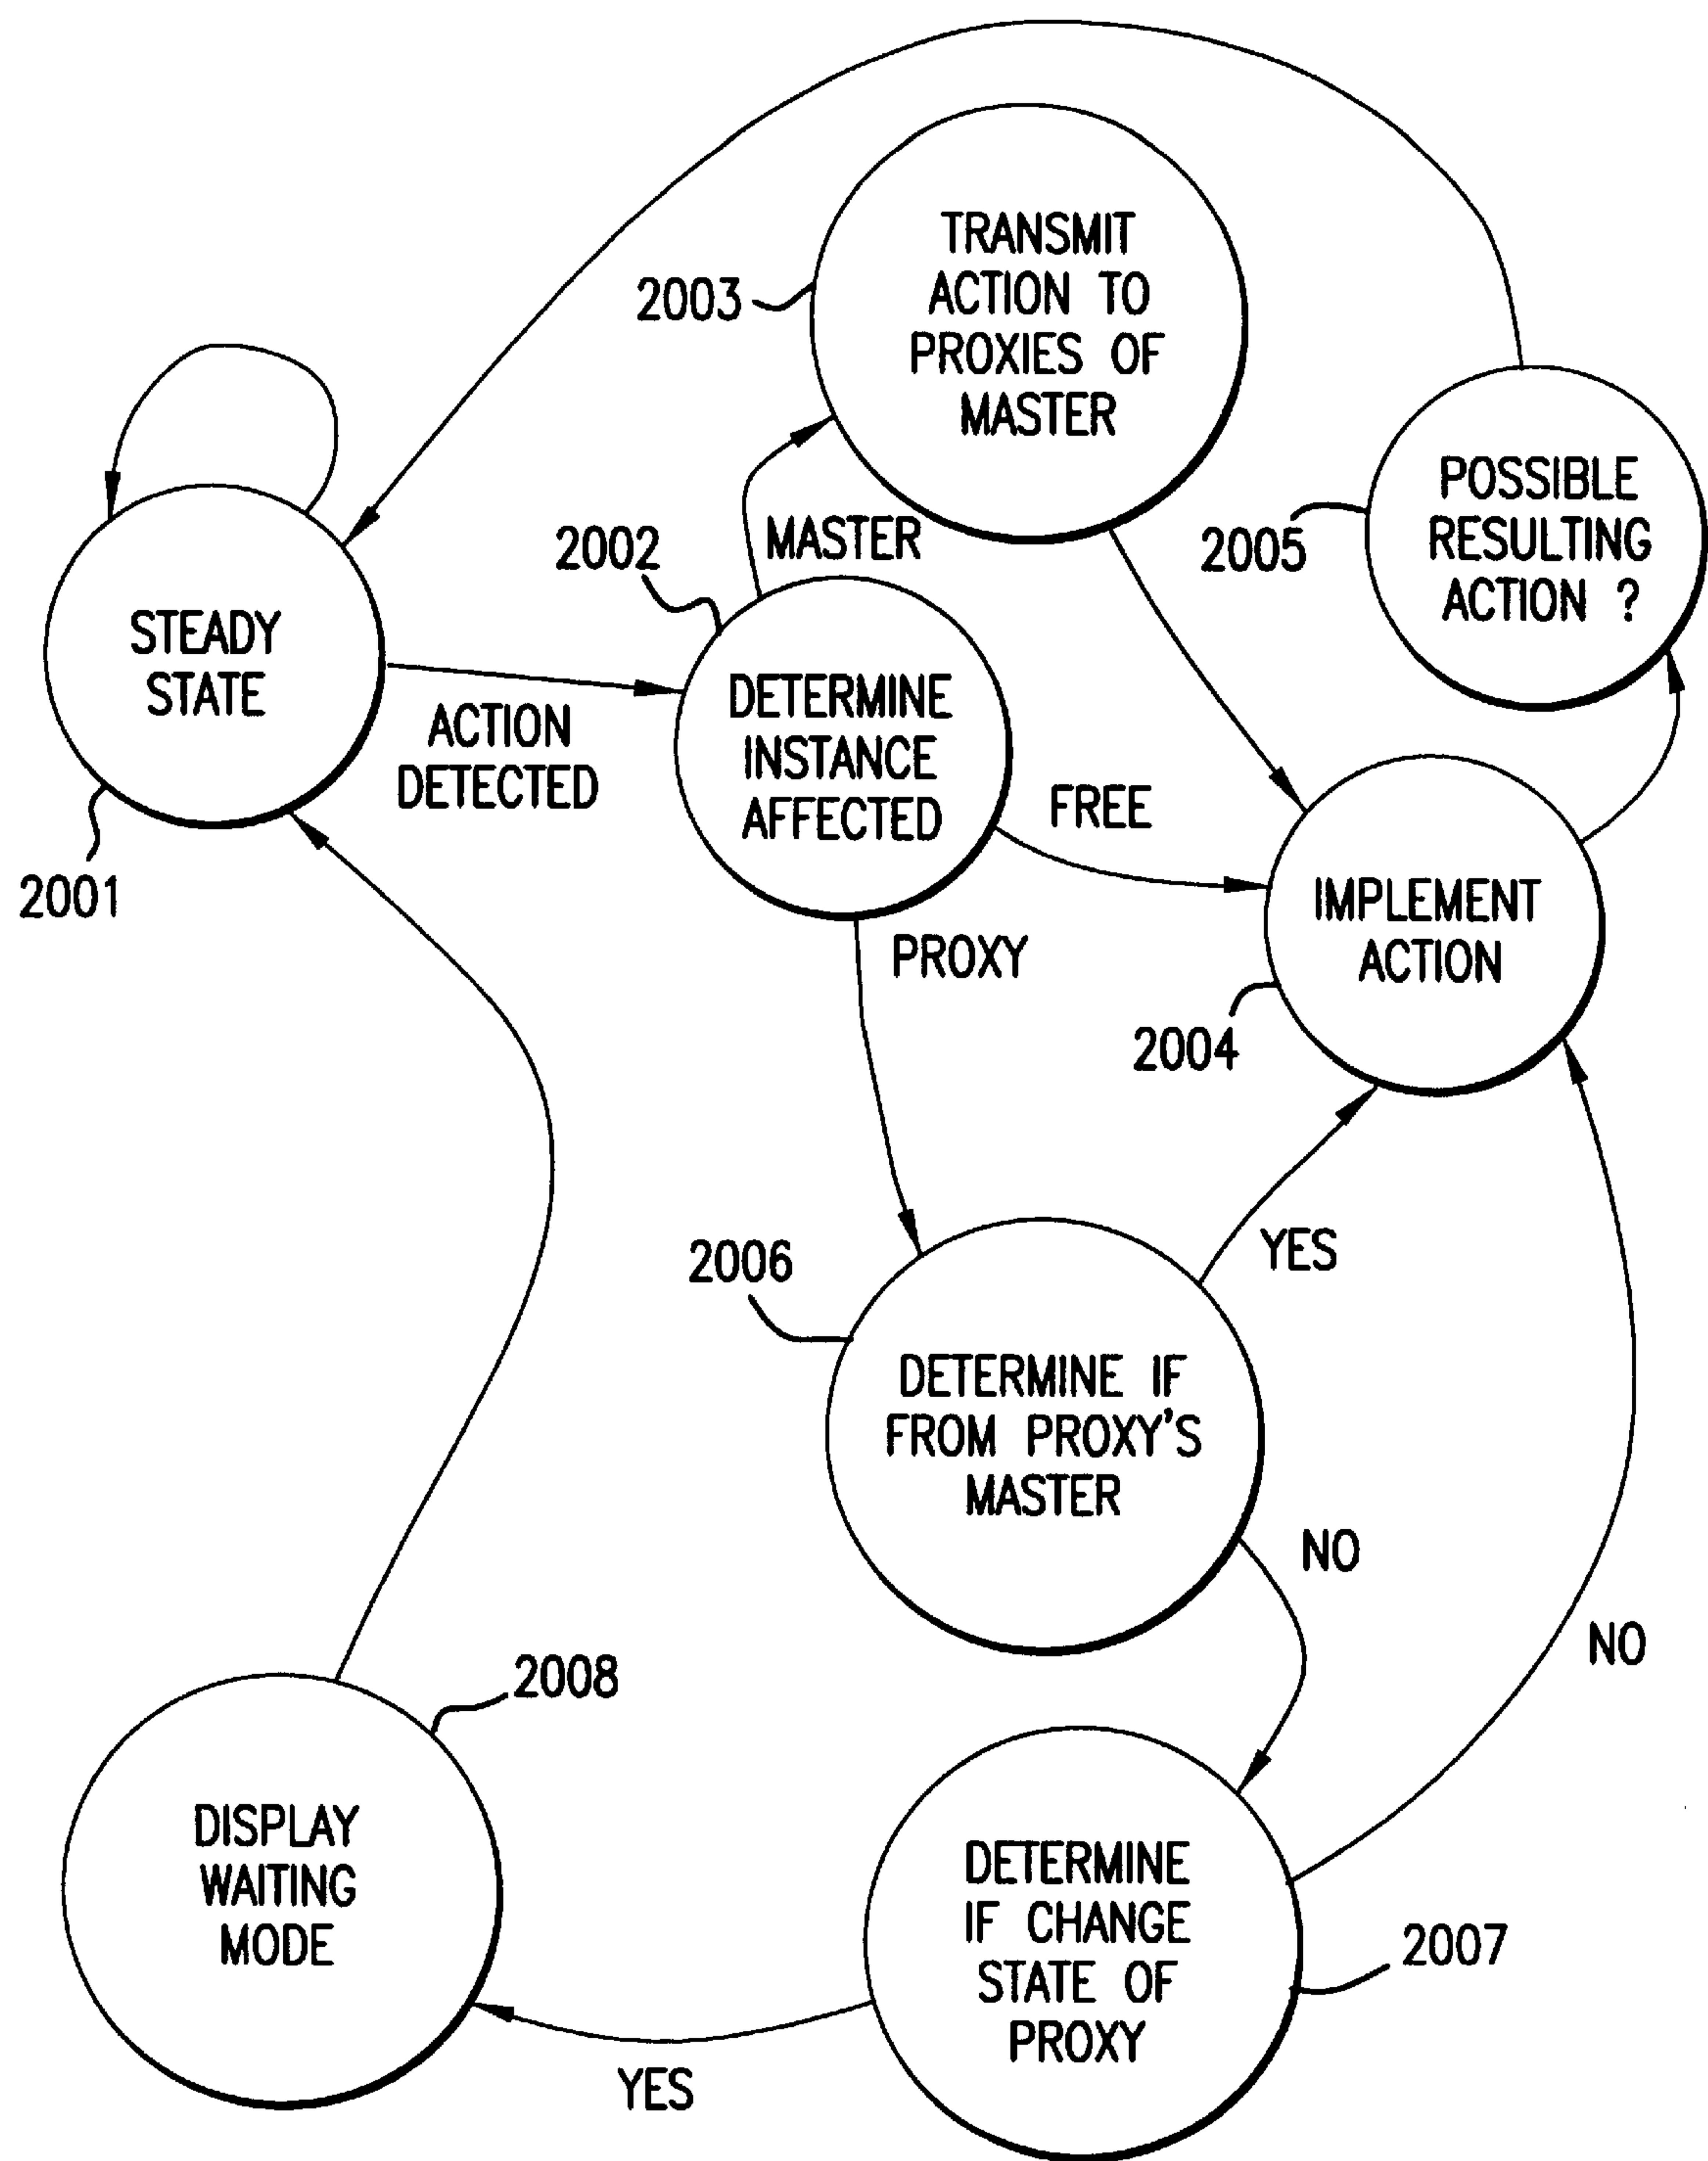 TRANSMIT
ACTION TO
PROXIES OF
MASTER
2003
POSSIBLE
RESULTING
ACTION ?
2005
MASTER
2002
STEADY
STATE
2001
ACTION
DETECTED
DETERMINE
INSTANCE
AFFECTED
FREE
IMPLEMENT
ACTION
2004
PROXY
2006
YES
DETERMINE IF
FROM PROXY'S
MASTER
NO
NO
2008
DISPLAY
WAITING
MODE
DETERMINE
IF CHANGE
STATE OF
PROXY
2007
YES